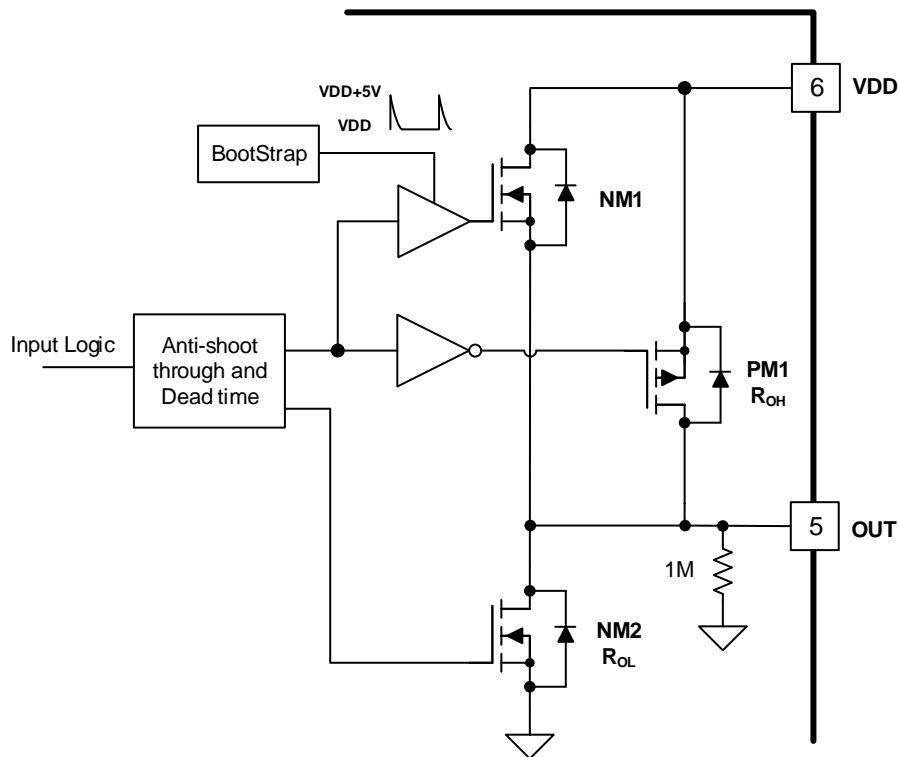 6
VDD
VDD+5V
VDD
BootStrap
NM1
Input Logic
Anti-shoot
through and
Dead time
PM1
ROH
5
OUT
1M
NM2
ROL